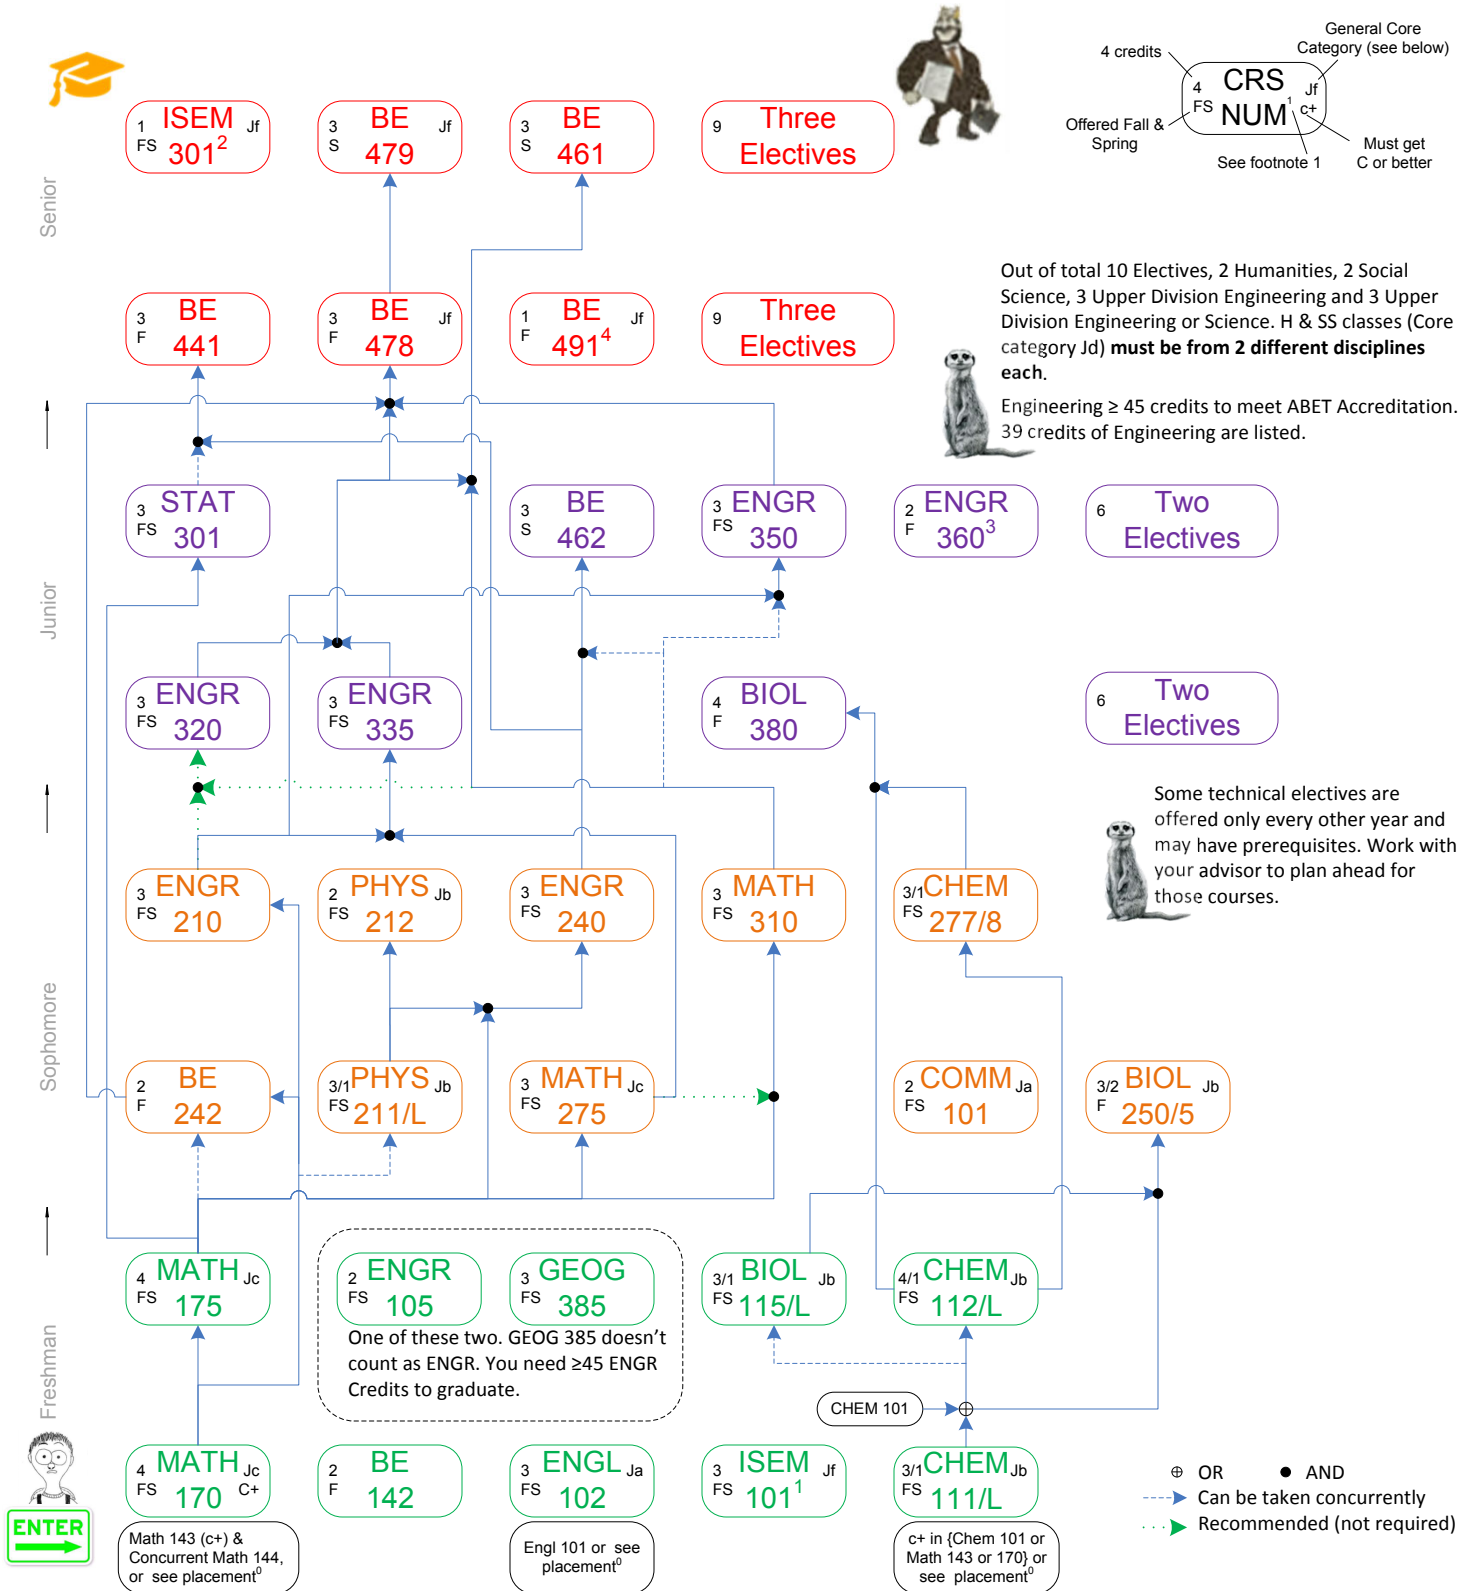 4 credits
General Core
Category (see below)
4 CRS Jf
FS NUM¹ c+
Offered Fall &
Spring
See footnote 1
Must get
C or better
Senior
1 ISEM Jf
FS 301²
3 BE Jf
S 479
3 BE
S 461
9 Three
Electives
3 BE
F 441
3 BE Jf
F 478
1 BE Jf
F 491⁴
9 Three
Electives
Out of total 10 Electives, 2 Humanities, 2 Social
Science, 3 Upper Division Engineering and 3 Upper
Division Engineering or Science. H & SS classes (Core
category Jd) must be from 2 different disciplines
each.
Engineering ≥ 45 credits to meet ABET Accreditation.
39 credits of Engineering are listed.
Junior
3 STAT
FS 301
3 BE
S 462
3 ENGR
FS 350
2 ENGR
F 360³
6 Two
Electives
3 ENGR
FS 320
3 ENGR
FS 335
4 BIOL
F 380
6 Two
Electives
Some technical electives are
offered only every other year and
may have prerequisites. Work with
your advisor to plan ahead for
those courses.
Sophomore
3 ENGR
FS 210
2 PHYS Jb
FS 212
3 ENGR
FS 240
3 MATH
FS 310
3/1 CHEM
FS 277/8
2 BE
F 242
3/1 PHYS Jb
FS 211/L
3 MATH Jc
FS 275
2 COMM Ja
FS 101
3/2 BIOL Jb
F 250/5
Freshman
4 MATH Jc
FS 175
2 ENGR
FS 105
3 GEOG
FS 385
One of these two. GEOG 385 doesn't
count as ENGR. You need ≥45 ENGR
Credits to graduate.
3/1 BIOL Jb
FS 115/L
4/1 CHEM Jb
FS 112/L
CHEM 101
4 MATH Jc
FS 170 C+
2 BE
F 142
3 ENGL Ja
FS 102
3 ISEM Jf
FS 101¹
3/1 CHEM Jb
FS 111/L
ENTER
Math 143 (c+) &
Concurrent Math 144,
or see placement⁰
Engl 101 or see
placement⁰
c+ in {Chem 101 or
Math 143 or 170} or
see placement⁰
⊕ OR ● AND
Can be taken concurrently
Recommended (not required)